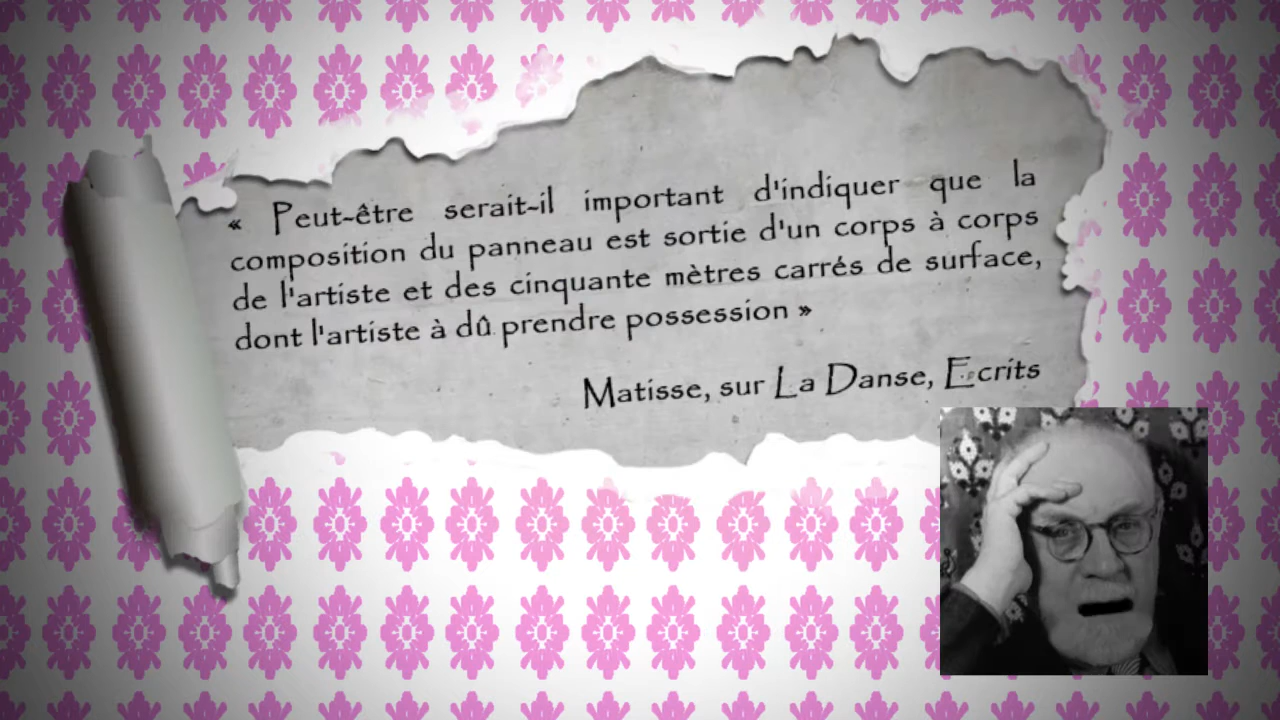 « Peut-être serait-il important d'indiquer que la
composition du panneau est sortie d'un corps à corps
de l'artiste et des cinquante mètres carrés de surface,
dont l'artiste à dû prendre possession »
Matisse, sur La Danse, Ecrits